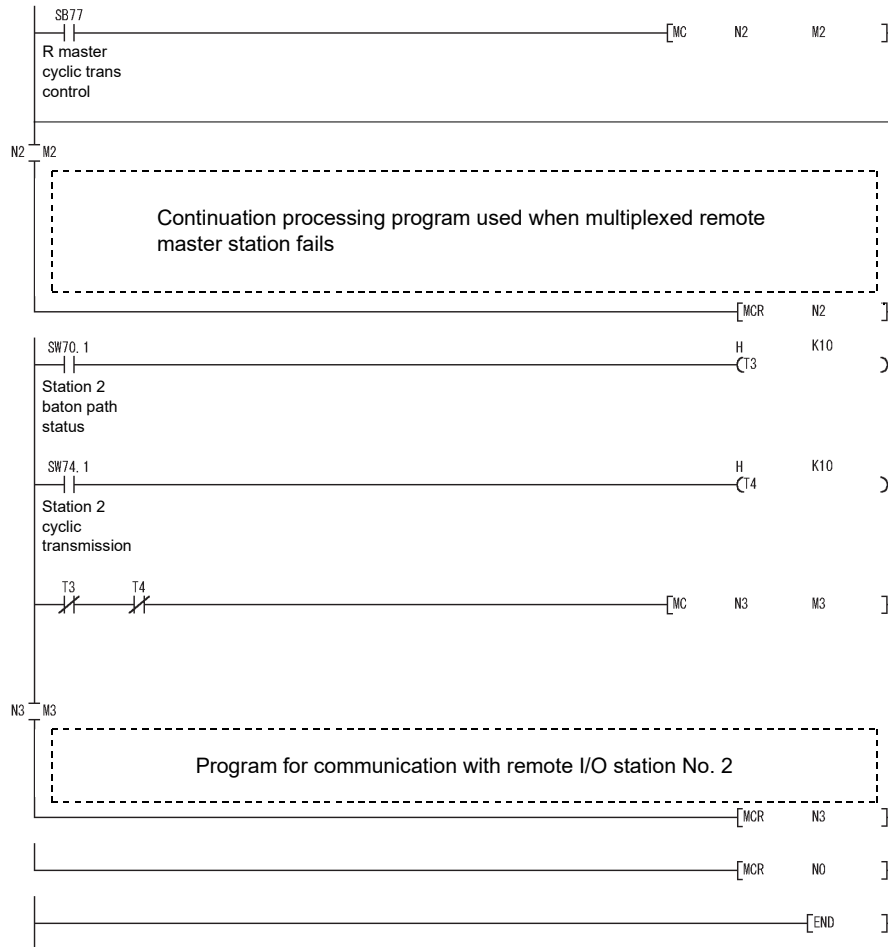 SB77
MC N2 M2
R master
cyclic trans
control
N2 M2
Continuation processing program used when multiplexed remote
master station fails
MCR N2
SW70.1 H K10
T3
Station 2
baton path
status
SW74.1 H K10
T4
Station 2
cyclic
transmission
T3 T4
MC N3 M3
N3 M3
Program for communication with remote I/O station No. 2
MCR N3
MCR N0
END